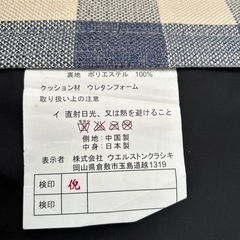 裏地 ポリエステル 100%
クッション材 ウレタンフォーム
取り扱い上の注意
イ 直射日光、又は熱を避けること
側地:中国製
中身:日本製
表示者 株式会社 ウエルストンクラシキ
岡山県倉敷市玉島道越1319
検印 倪
検印